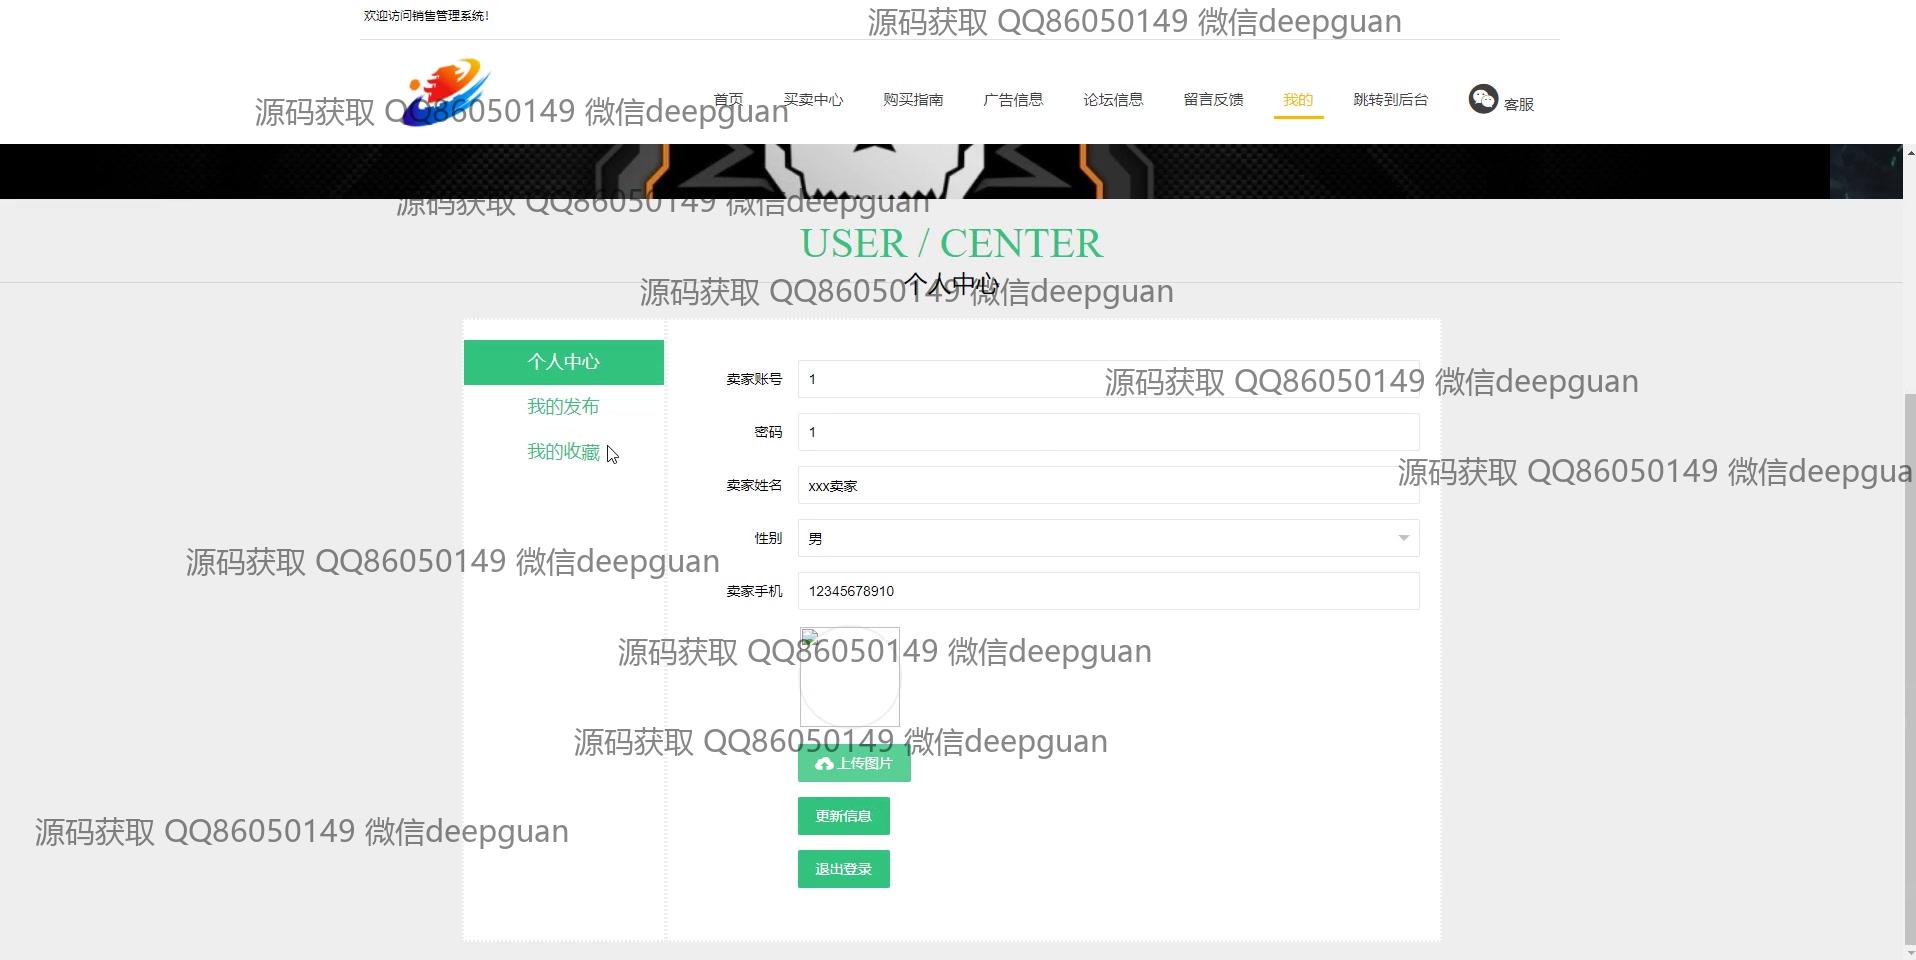 欢迎访问销售管理系统!
源码获取 QQ86050149 微信deepguan
首页 买卖中心 购买指南 广告信息 论坛信息 留言反馈 我的 跳转到后台 客服
源码获取 QQ86050149 微信deepguan
源码获取 QQ86050149 微信deepguan
USER / CENTER
个人中心
源码获取 QQ86050149 微信deepguan
个人中心
我的发布
我的收藏
卖家账号 1
源码获取 QQ86050149 微信deepguan
密码 1
源码获取 QQ86050149 微信deepgua
卖家姓名 xxx卖家
性别 男
源码获取 QQ86050149 微信deepguan
卖家手机 12345678910
源码获取 QQ86050149 微信deepguan
源码获取 QQ86050149 微信deepguan
上传图片
更新信息
源码获取 QQ86050149 微信deepguan
退出登录